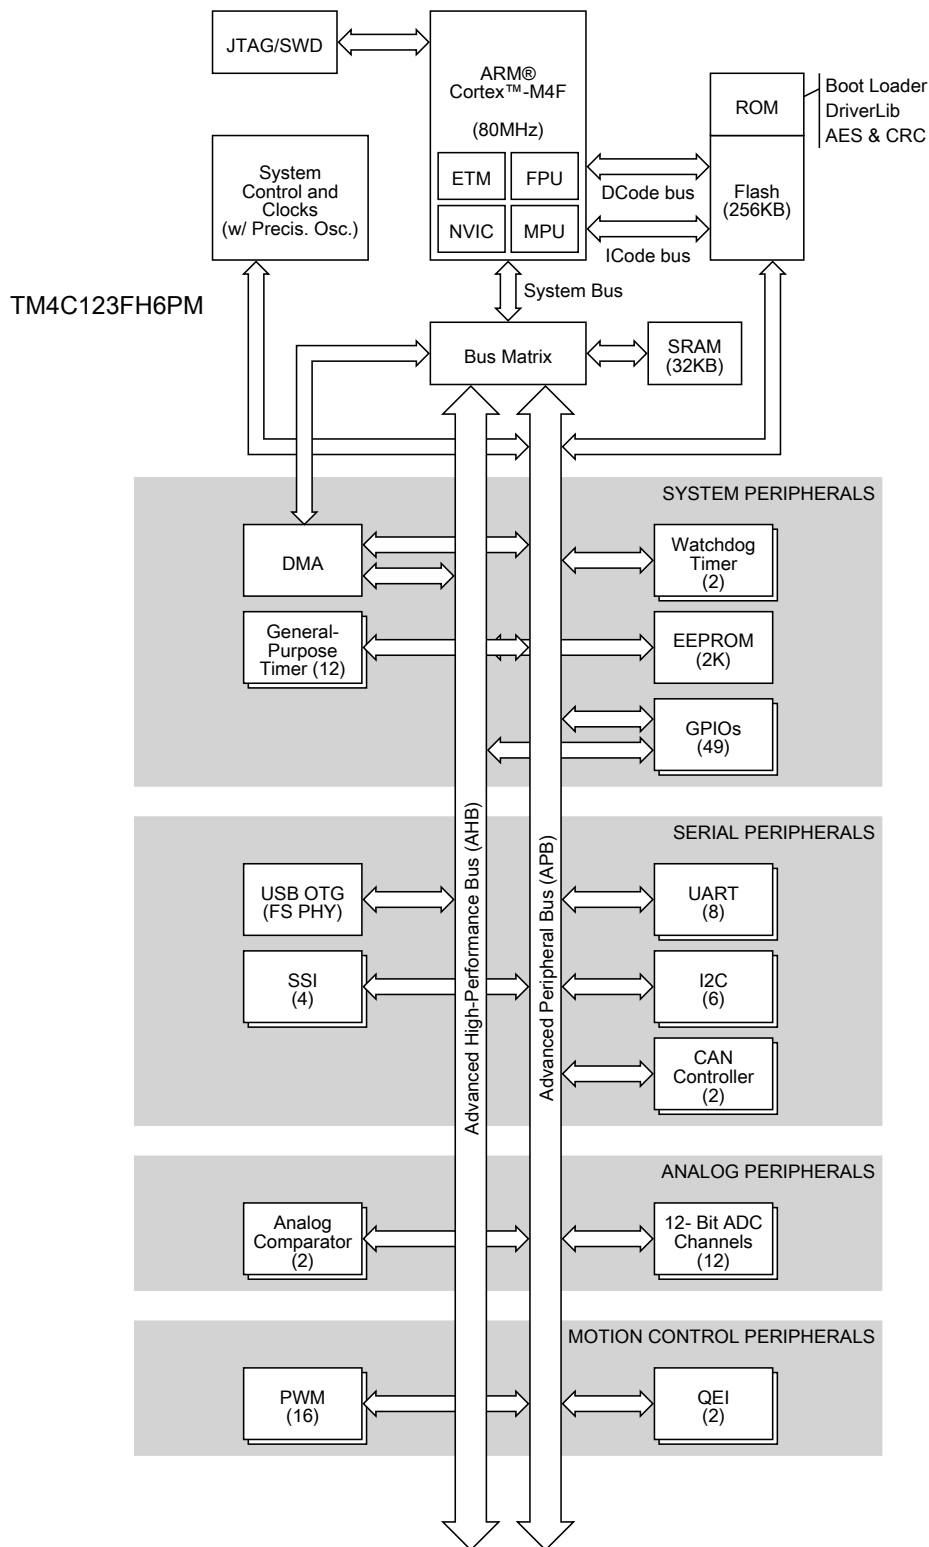 JTAG/SWD
ARM®
Cortex™-M4F
(80MHz)
ETM
FPU
NVIC
MPU
ROM
Boot Loader
DriverLib
AES & CRC
Flash
(256KB)
DCode bus
ICode bus
System
Control and
Clocks
(w/ Precis. Osc.)
TM4C123FH6PM
System Bus
Bus Matrix
SRAM
(32KB)
SYSTEM PERIPHERALS
DMA
Watchdog
Timer
(2)
General-
Purpose
Timer (12)
EEPROM
(2K)
GPIOs
(49)
Advanced High-Performance Bus (AHB)
Advanced Peripheral Bus (APB)
SERIAL PERIPHERALS
USB OTG
(FS PHY)
UART
(8)
SSI
(4)
I2C
(6)
CAN
Controller
(2)
ANALOG PERIPHERALS
Analog
Comparator
(2)
12- Bit ADC
Channels
(12)
MOTION CONTROL PERIPHERALS
PWM
(16)
QEI
(2)